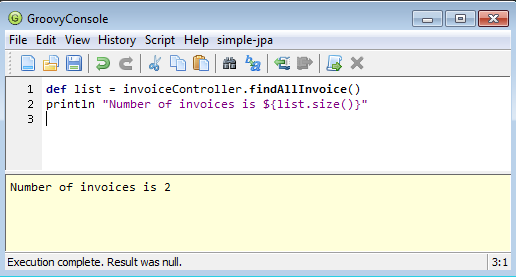 GroovyConsole
File Edit View History Script Help simple-jpa
1 def list = invoiceController.findAllInvoice()
2 println "Number of invoices is ${list.size()}"
3
Number of invoices is 2
Execution complete. Result was null. 3:1